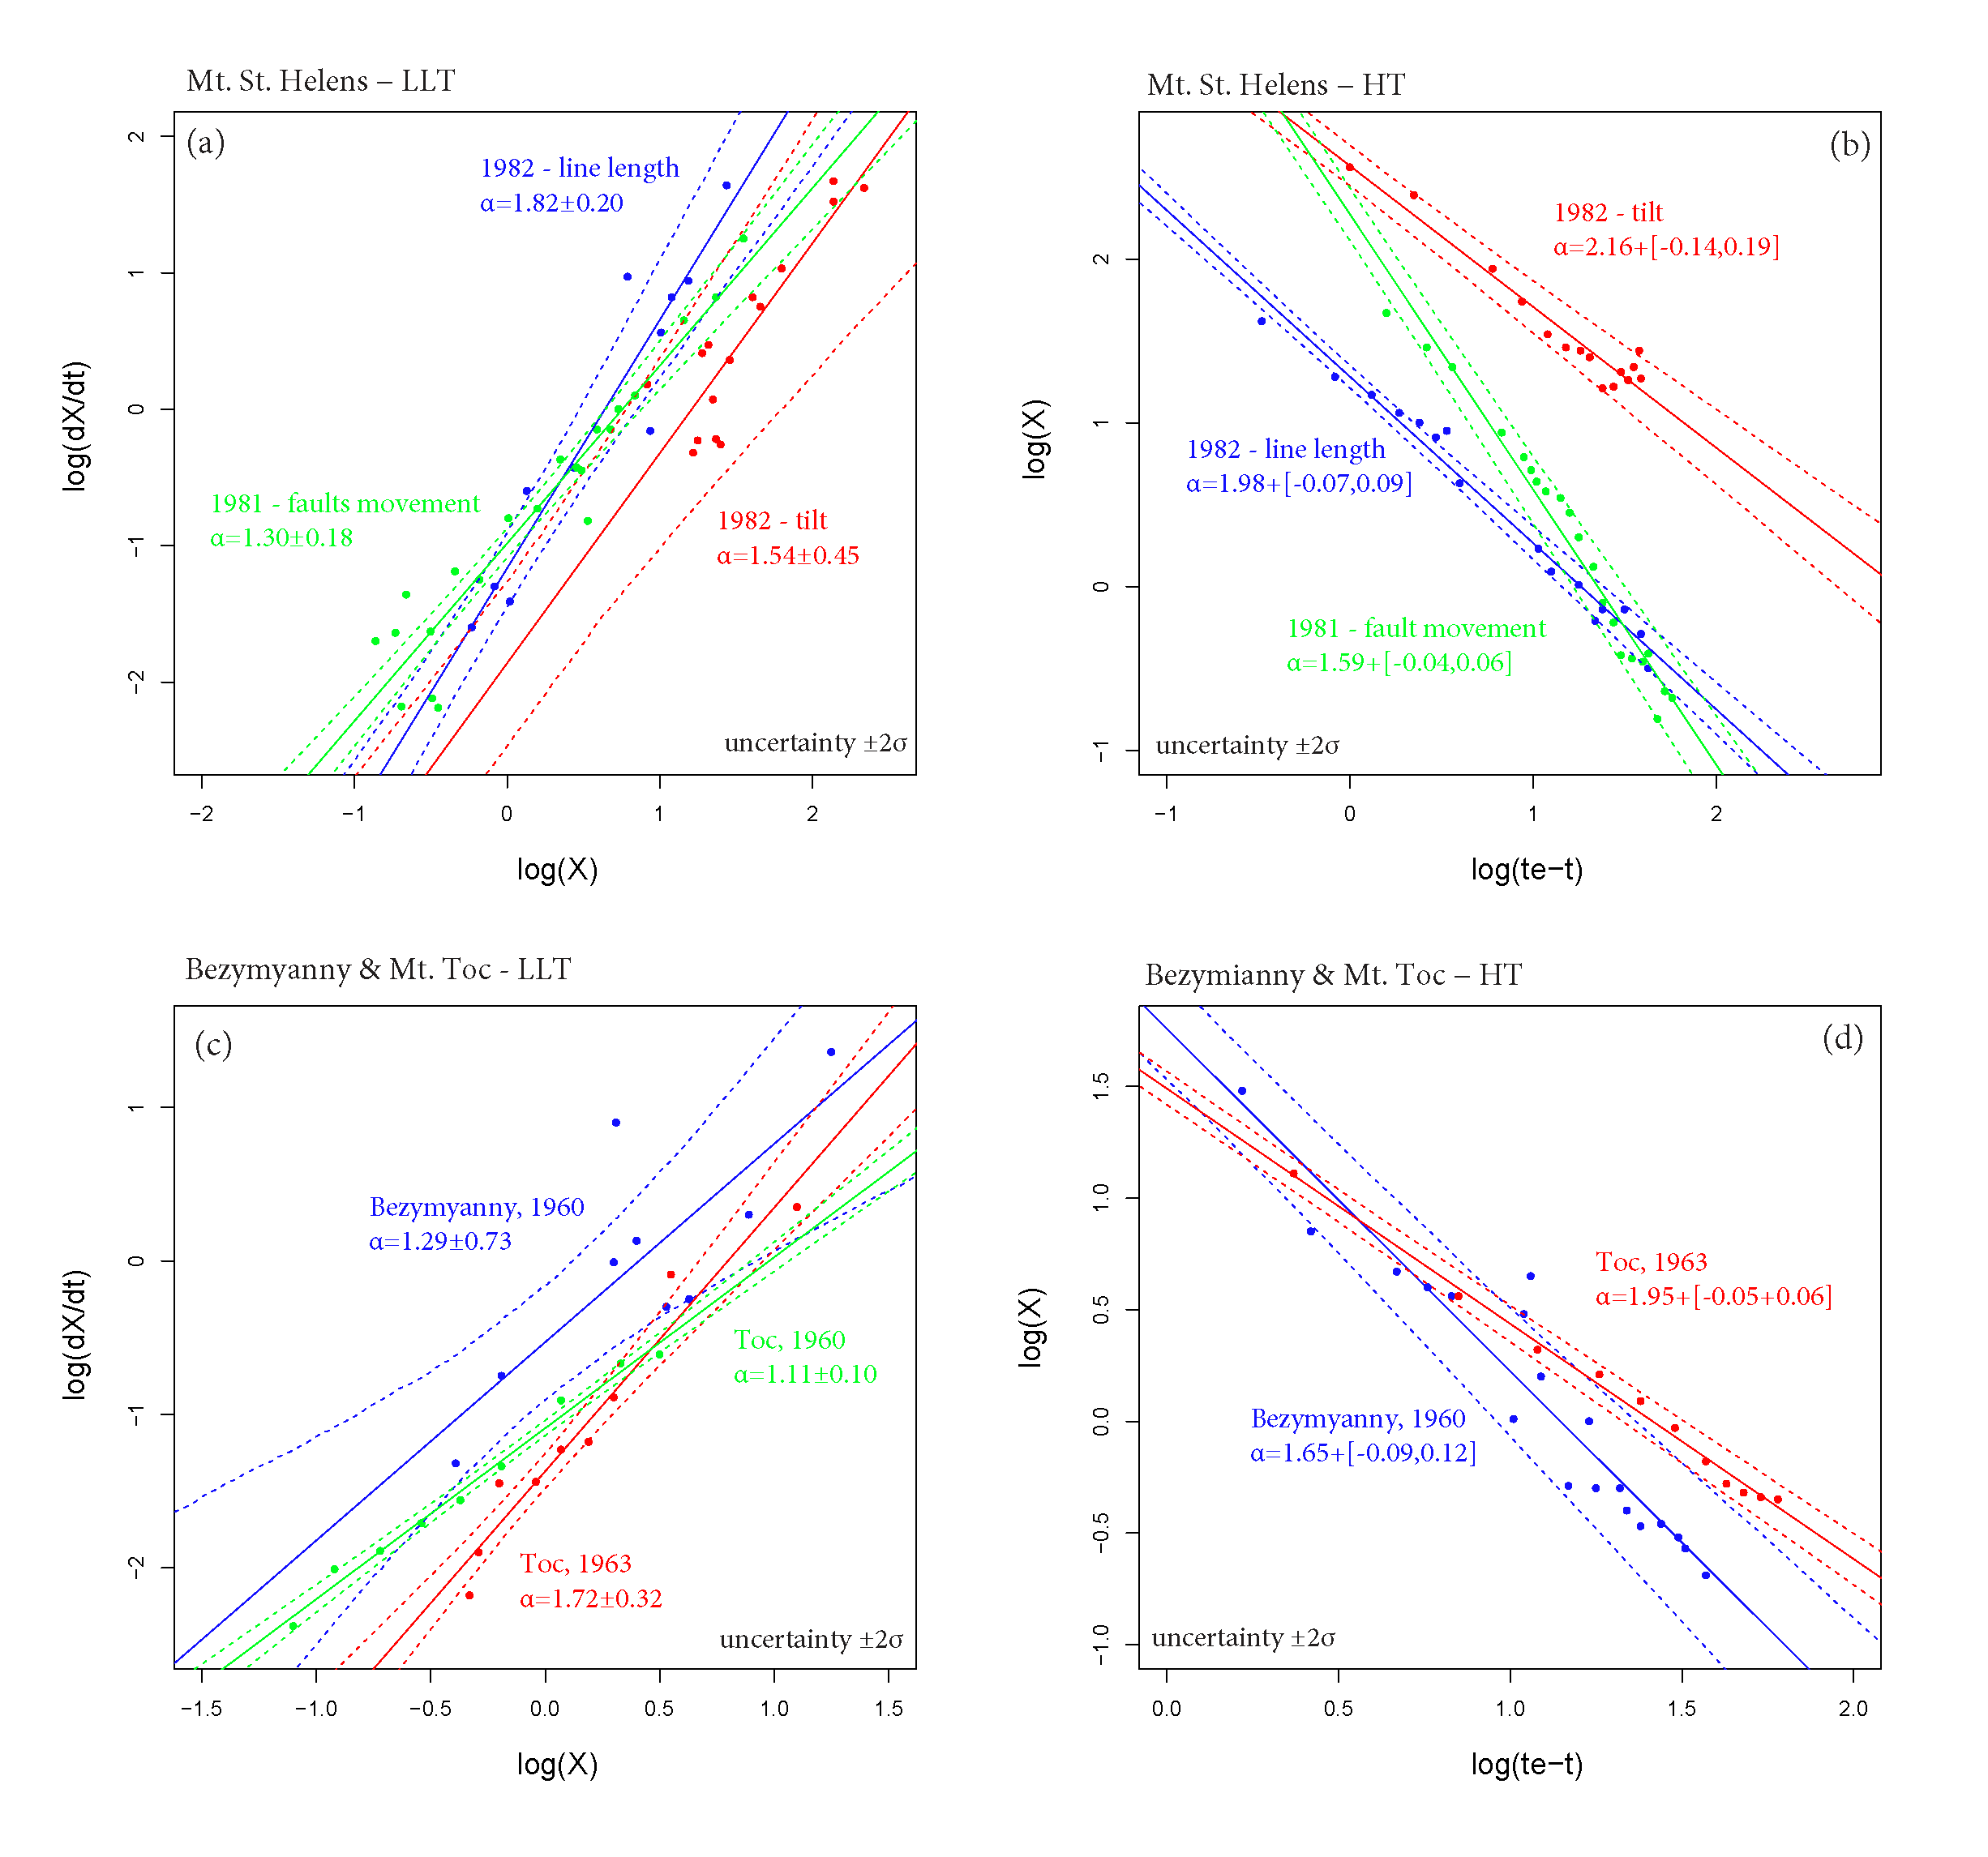 Mt. St. Helens – LLT
(a)
1982 - line length
α=1.82±0.20
1981 - faults movement
α=1.30±0.18
1982 - tilt
α=1.54±0.45
uncertainty ±2σ
log(dX/dt)
2
1
0
−1
−2
−2
−1
0
1
2
log(X)
Mt. St. Helens – HT
(b)
1982 - tilt
α=2.16+[-0.14,0.19]
1982 - line length
α=1.98+[-0.07,0.09]
1981 - fault movement
α=1.59+[-0.04,0.06]
uncertainty ±2σ
log(X)
2
1
0
−1
−1
0
1
2
log(te−t)
Bezymyanny & Mt. Toc - LLT
(c)
Bezymyanny, 1960
α=1.29±0.73
Toc, 1960
α=1.11±0.10
Toc, 1963
α=1.72±0.32
uncertainty ±2σ
log(dX/dt)
1
0
−1
−2
−1.5
−1.0
−0.5
0.0
0.5
1.0
1.5
log(X)
Bezymianny & Mt. Toc – HT
(d)
Toc, 1963
α=1.95+[-0.05+0.06]
Bezymyanny, 1960
α=1.65+[-0.09,0.12]
uncertainty ±2σ
log(X)
1.5
1.0
0.5
0.0
−0.5
−1.0
0.0
0.5
1.0
1.5
2.0
log(te−t)